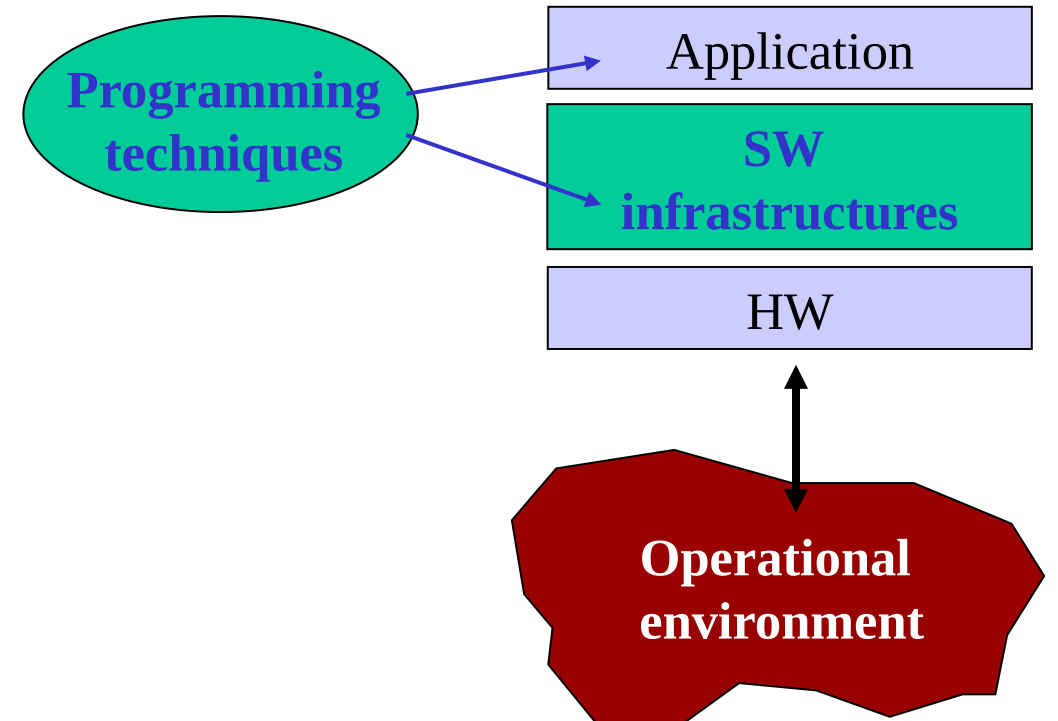 Programming
techniques
Application
SW
infrastructures
HW
Operational
environment